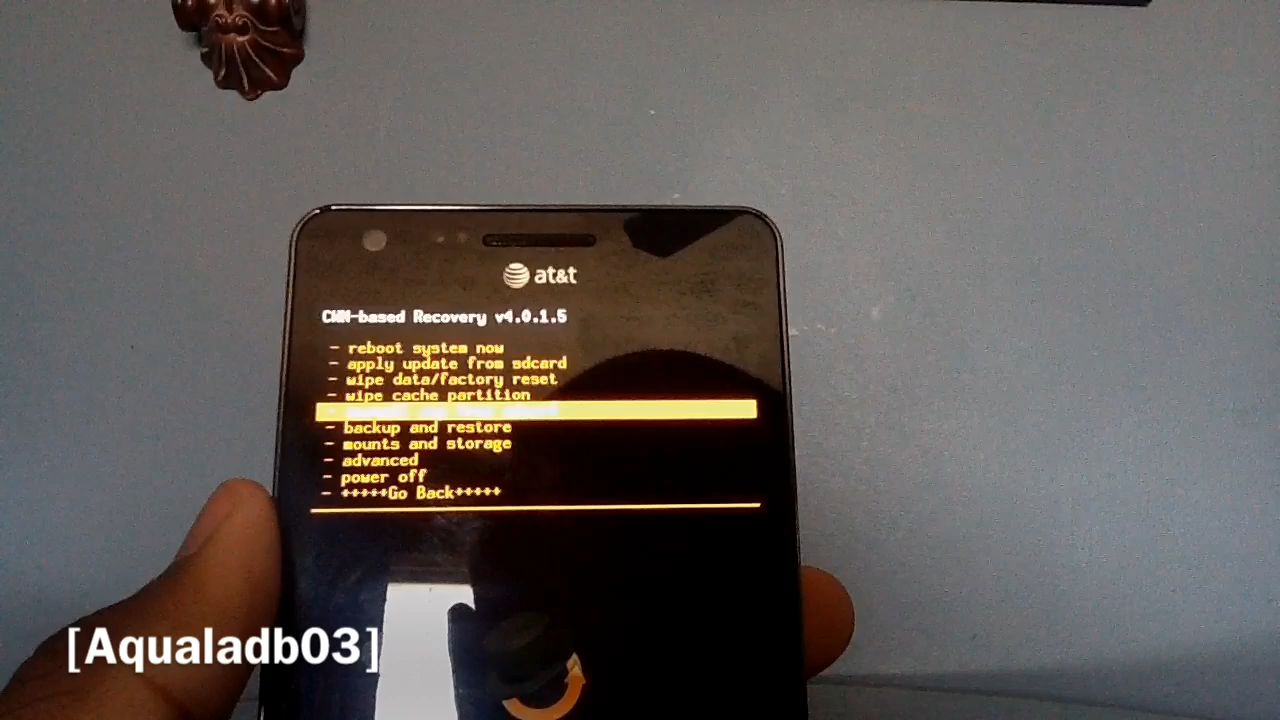 at&t
CWM-based Recovery v4.0.1.5
- reboot system now
- apply update from sdcard
- wipe data/factory reset
- wipe cache partition
- backup and restore
- mounts and storage
- advanced
- power off
- +++++Go Back+++++
[Aqualadb03]